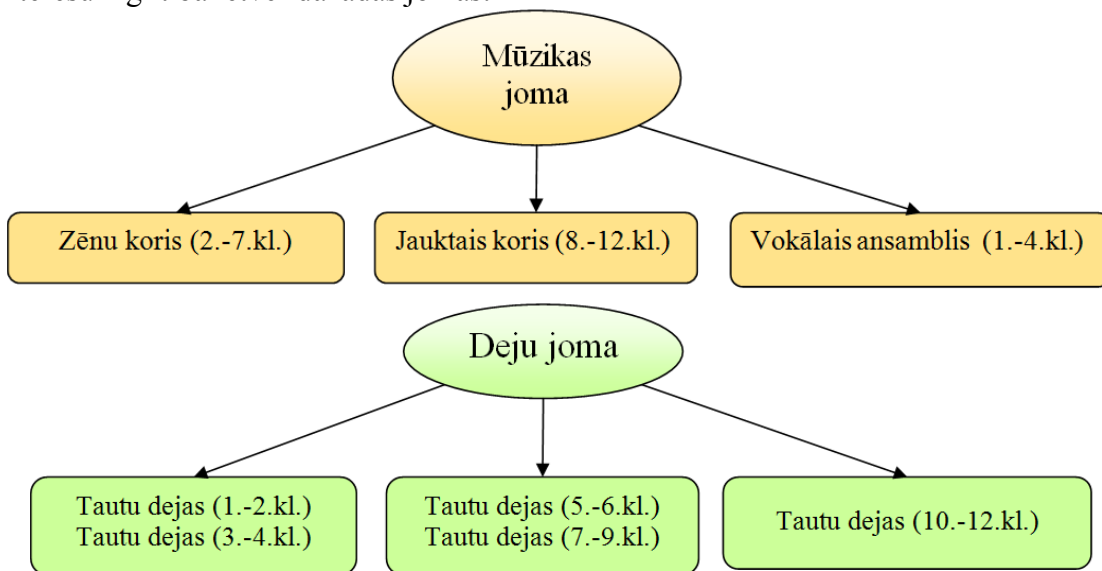 Mūzikas
joma
Zēnu koris (2.-7.kl.)
Jauktais koris (8.-12.kl.)
Vokālais ansamblis (1.-4.kl.)
Deju joma
Tautu dejas (1.-2.kl.)
Tautu dejas (3.-4.kl.)
Tautu dejas (5.-6.kl.)
Tautu dejas (7.-9.kl.)
Tautu dejas (10.-12.kl.)